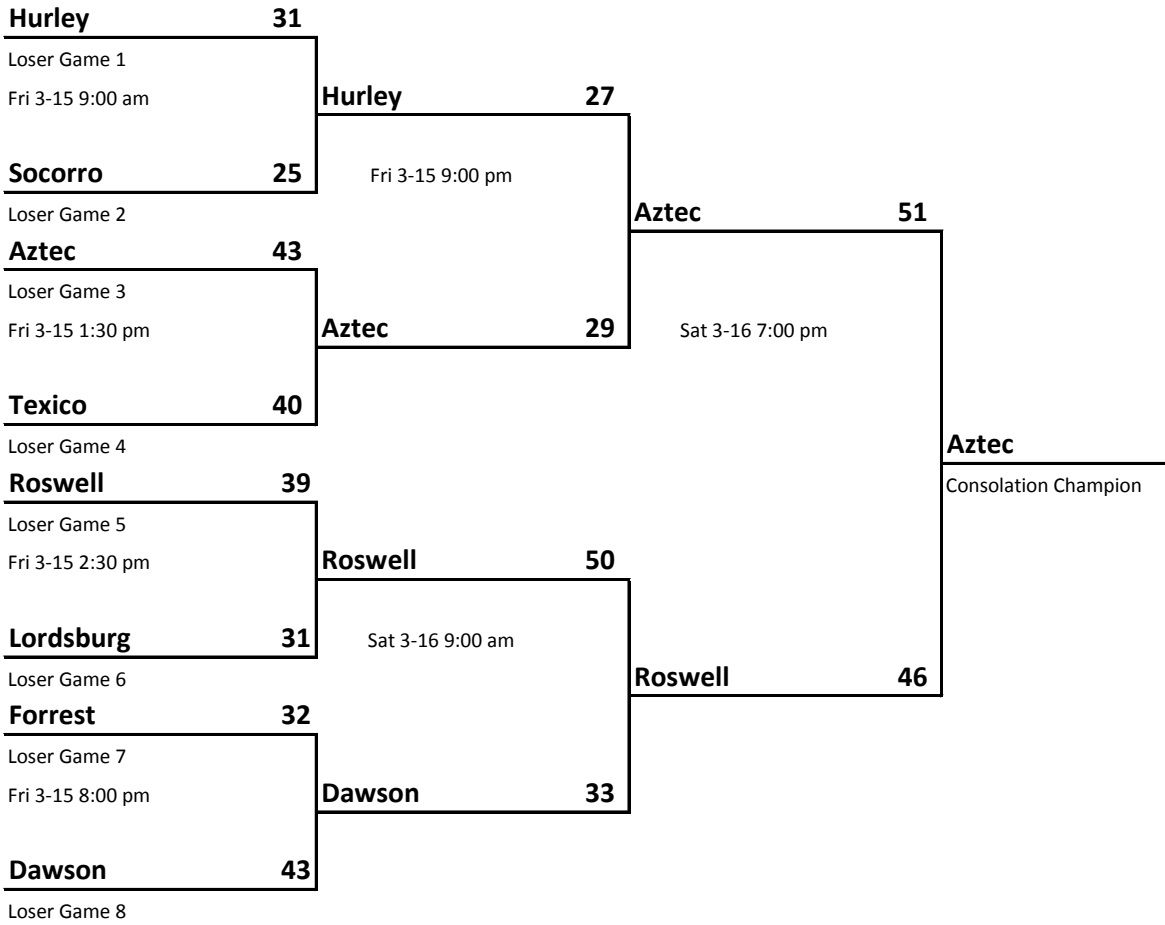 Hurley 31
Loser Game 1
Fri 3-15 9:00 am
Hurley 27
Socorro 25
Fri 3-15 9:00 pm
Loser Game 2
Aztec 51
Aztec 43
Loser Game 3
Fri 3-15 1:30 pm
Aztec 29
Sat 3-16 7:00 pm
Texico 40
Loser Game 4
Aztec
Roswell 39
Consolation Champion
Loser Game 5
Fri 3-15 2:30 pm
Roswell 50
Lordsburg 31
Sat 3-16 9:00 am
Loser Game 6
Roswell 46
Forrest 32
Loser Game 7
Fri 3-15 8:00 pm
Dawson 33
Dawson 43
Loser Game 8